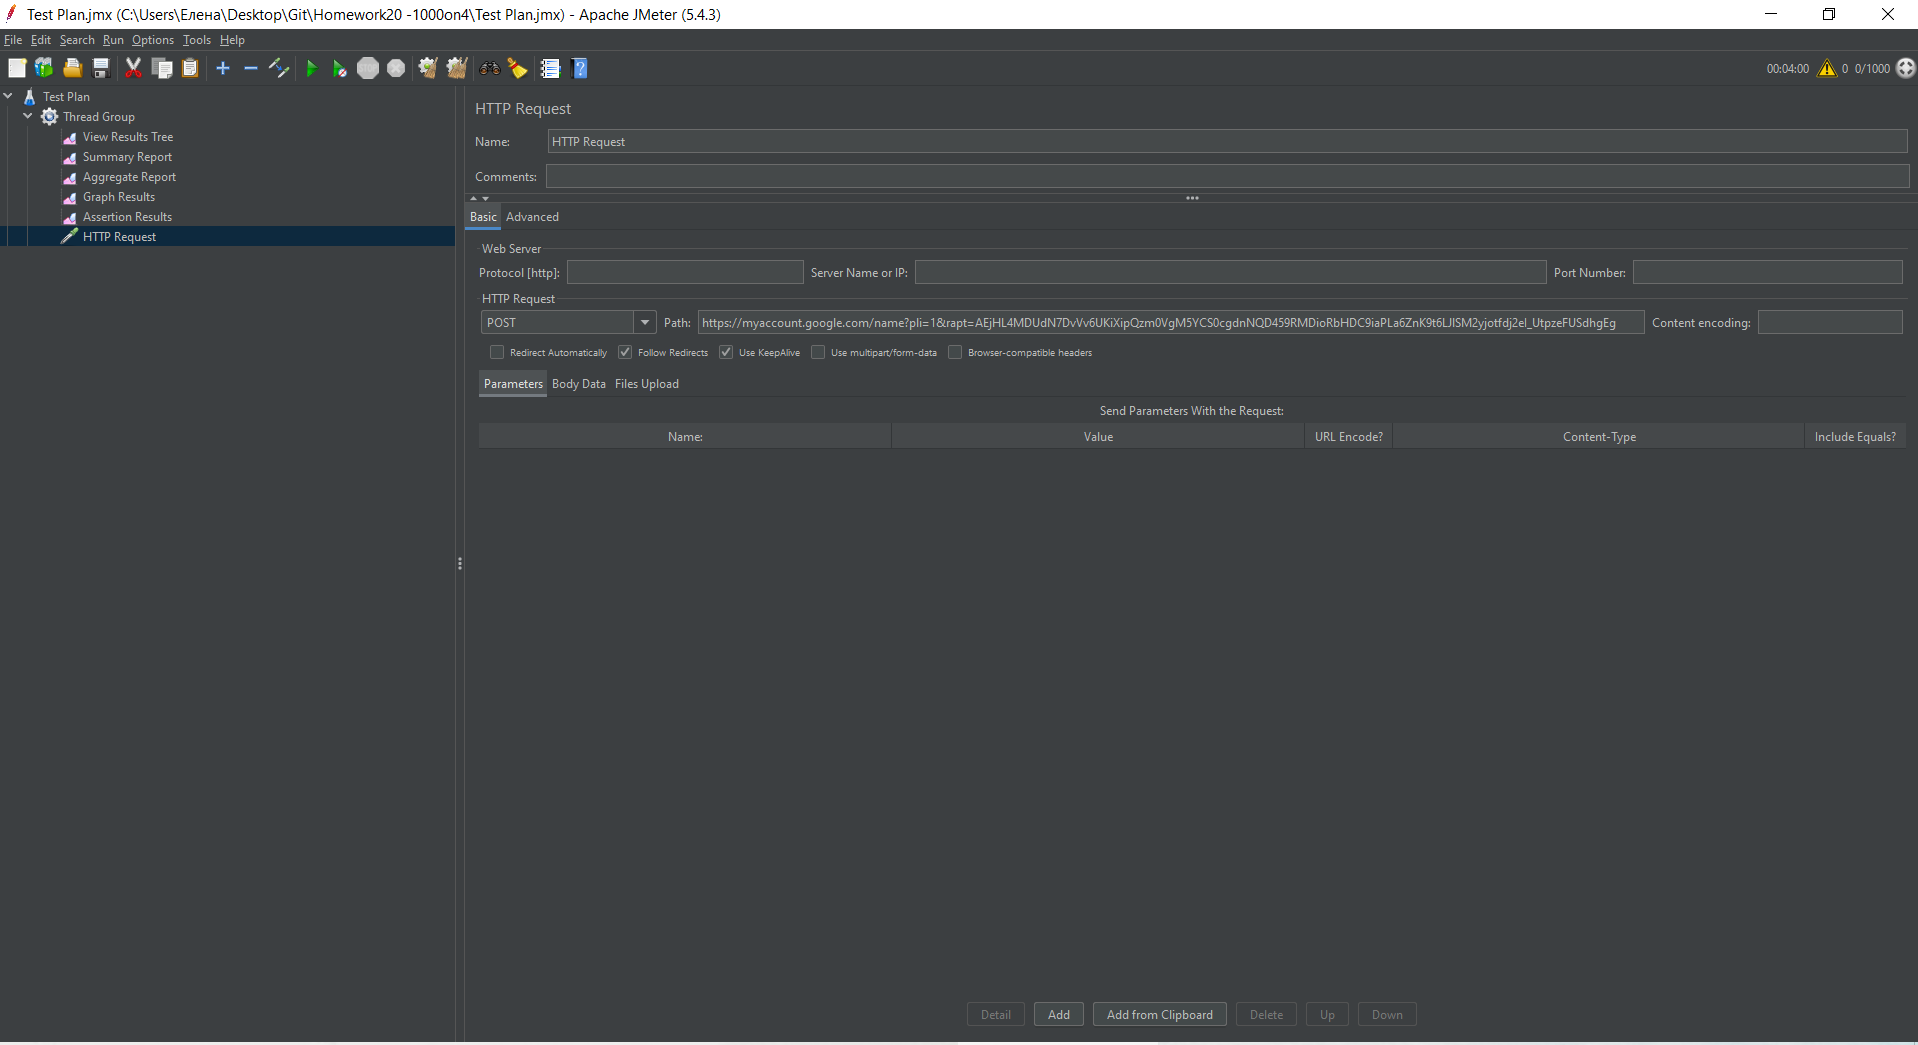 Test Plan.jmx (C:\Users\Елена\Desktop\Git\Homework20 -1000on4\Test Plan.jmx) - Apache JMeter (5.4.3)
File Edit Search Run Options Tools Help
00:04:00 0 0/1000
Test Plan
Thread Group
View Results Tree
Summary Report
Aggregate Report
Graph Results
Assertion Results
HTTP Request
HTTP Request
Name: HTTP Request
Comments:
Basic Advanced
Web Server
Protocol [http]: Server Name or IP: Port Number:
HTTP Request
POST Path: https://myaccount.google.com/name?pli=1&rapt=AEjHL4MDUdN7DvVv6UKiXipQzm0VgM5YCS0cgdnNQD459RMDioRbHDC9iaPLa6ZnK9t6LJISM2yjotfdj2el_UtpzeFUSdhgEg Content encoding:
Redirect Automatically Follow Redirects Use KeepAlive Use multipart/form-data Browser-compatible headers
Parameters Body Data Files Upload
Send Parameters With the Request:
Name: Value URL Encode? Content-Type Include Equals?
Detail Add Add from Clipboard Delete Up Down